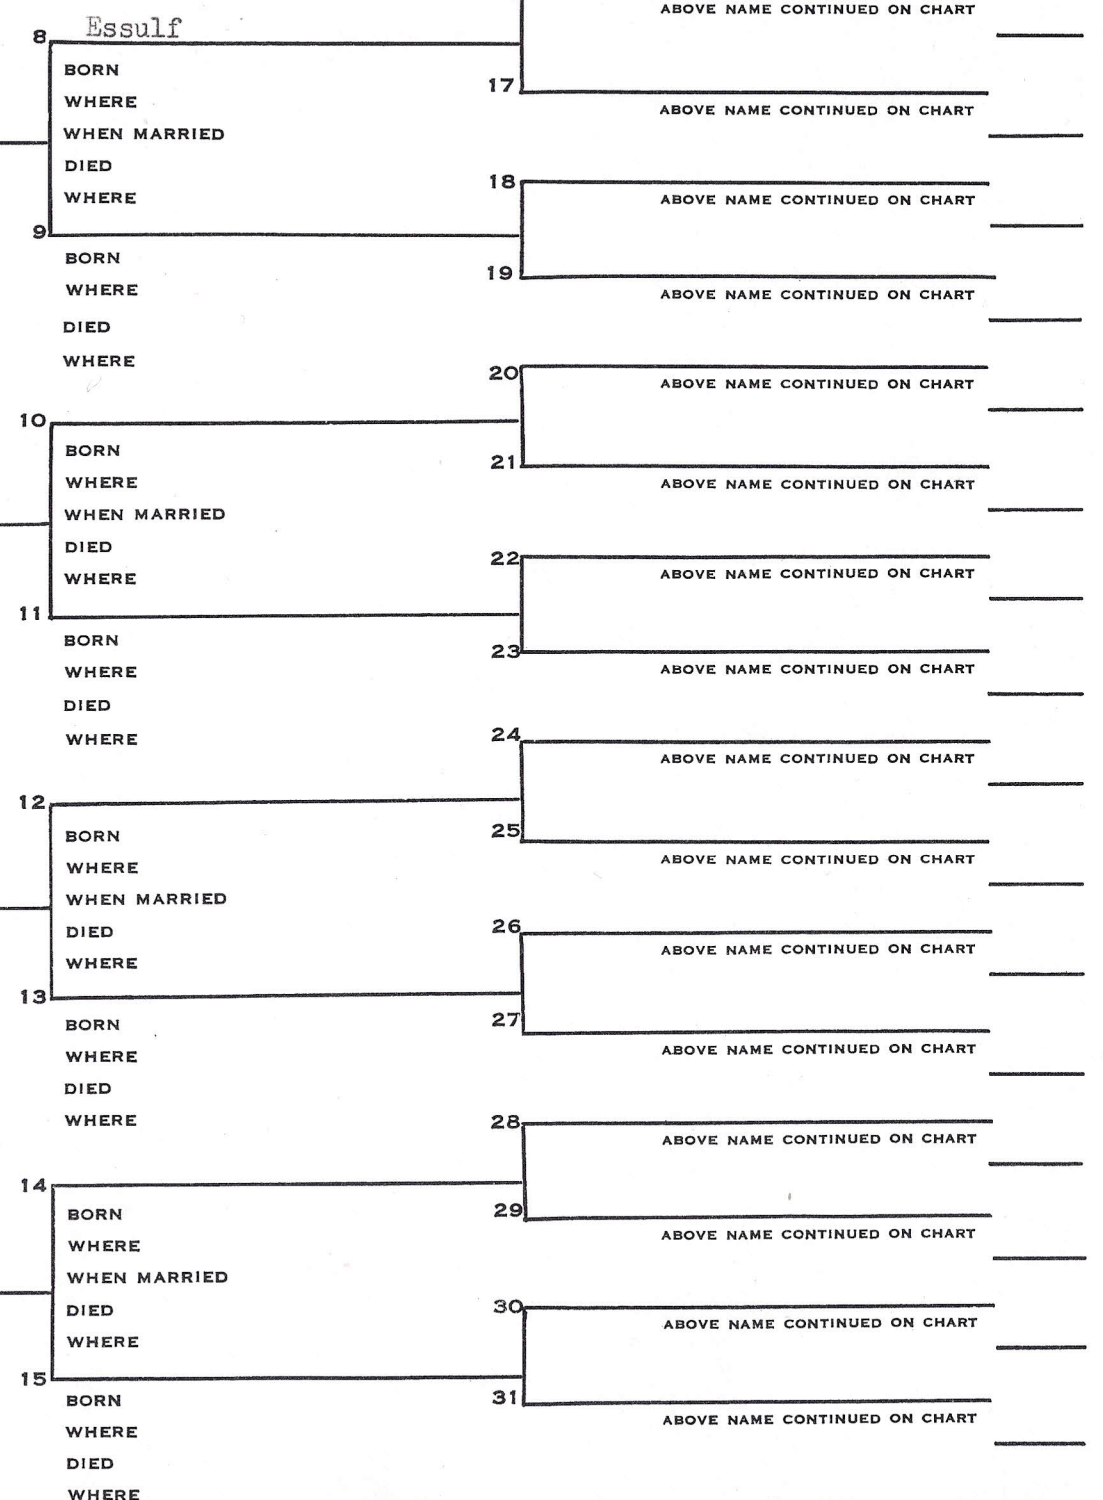 ABOVE NAME CONTINUED ON CHART
8 Essulf
BORN
WHERE
WHEN MARRIED
DIED
WHERE
17
ABOVE NAME CONTINUED ON CHART
18
ABOVE NAME CONTINUED ON CHART
9
BORN
WHERE
DIED
WHERE
19
ABOVE NAME CONTINUED ON CHART
20
ABOVE NAME CONTINUED ON CHART
10
BORN
WHERE
WHEN MARRIED
DIED
WHERE
21
ABOVE NAME CONTINUED ON CHART
22
ABOVE NAME CONTINUED ON CHART
11
BORN
WHERE
DIED
WHERE
23
ABOVE NAME CONTINUED ON CHART
24
ABOVE NAME CONTINUED ON CHART
12
BORN
WHERE
WHEN MARRIED
DIED
WHERE
25
ABOVE NAME CONTINUED ON CHART
26
ABOVE NAME CONTINUED ON CHART
13
BORN
WHERE
DIED
WHERE
27
ABOVE NAME CONTINUED ON CHART
28
ABOVE NAME CONTINUED ON CHART
14
BORN
WHERE
WHEN MARRIED
DIED
WHERE
29
ABOVE NAME CONTINUED ON CHART
30
ABOVE NAME CONTINUED ON CHART
15
BORN
WHERE
DIED
WHERE
31
ABOVE NAME CONTINUED ON CHART